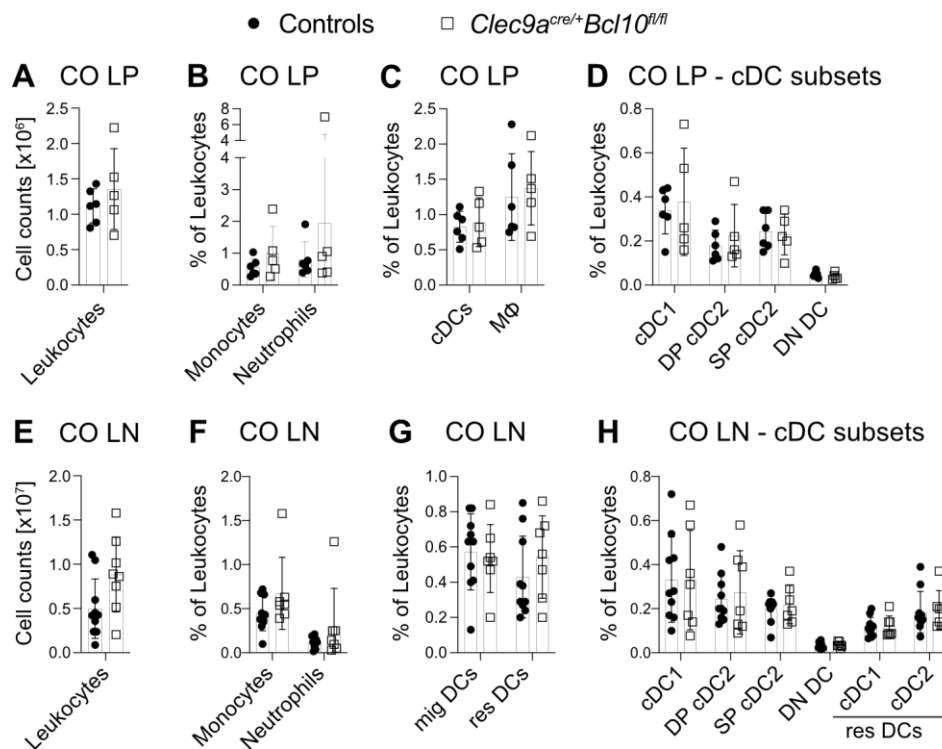 ● Controls □ Clec9a^cre/+Bcl10^fl/fl
A CO LP
Cell counts [x10⁶]
2.5
2.0
1.5
1.0
0.5
0.0
Leukocytes
B CO LP
% of Leukocytes
8
6
4
4
3
2
1
0
Monocytes
Neutrophils
C CO LP
% of Leukocytes
2.5
2.0
1.5
1.0
0.5
0.0
cDCs
MΦ
D CO LP - cDC subsets
% of Leukocytes
0.8
0.6
0.4
0.2
0.0
cDC1
DP cDC2
SP cDC2
DN DC
E CO LN
Cell counts [x10⁷]
2.0
1.5
1.0
0.5
0.0
Leukocytes
F CO LN
% of Leukocytes
2.0
1.5
1.0
0.5
0.0
Monocytes
Neutrophils
G CO LN
% of Leukocytes
1.0
0.8
0.6
0.4
0.2
0.0
mig DCs
res DCs
H CO LN - cDC subsets
% of Leukocytes
0.8
0.6
0.4
0.2
0.0
cDC1
DP cDC2
SP cDC2
DN DC
cDC1
cDC2
res DCs